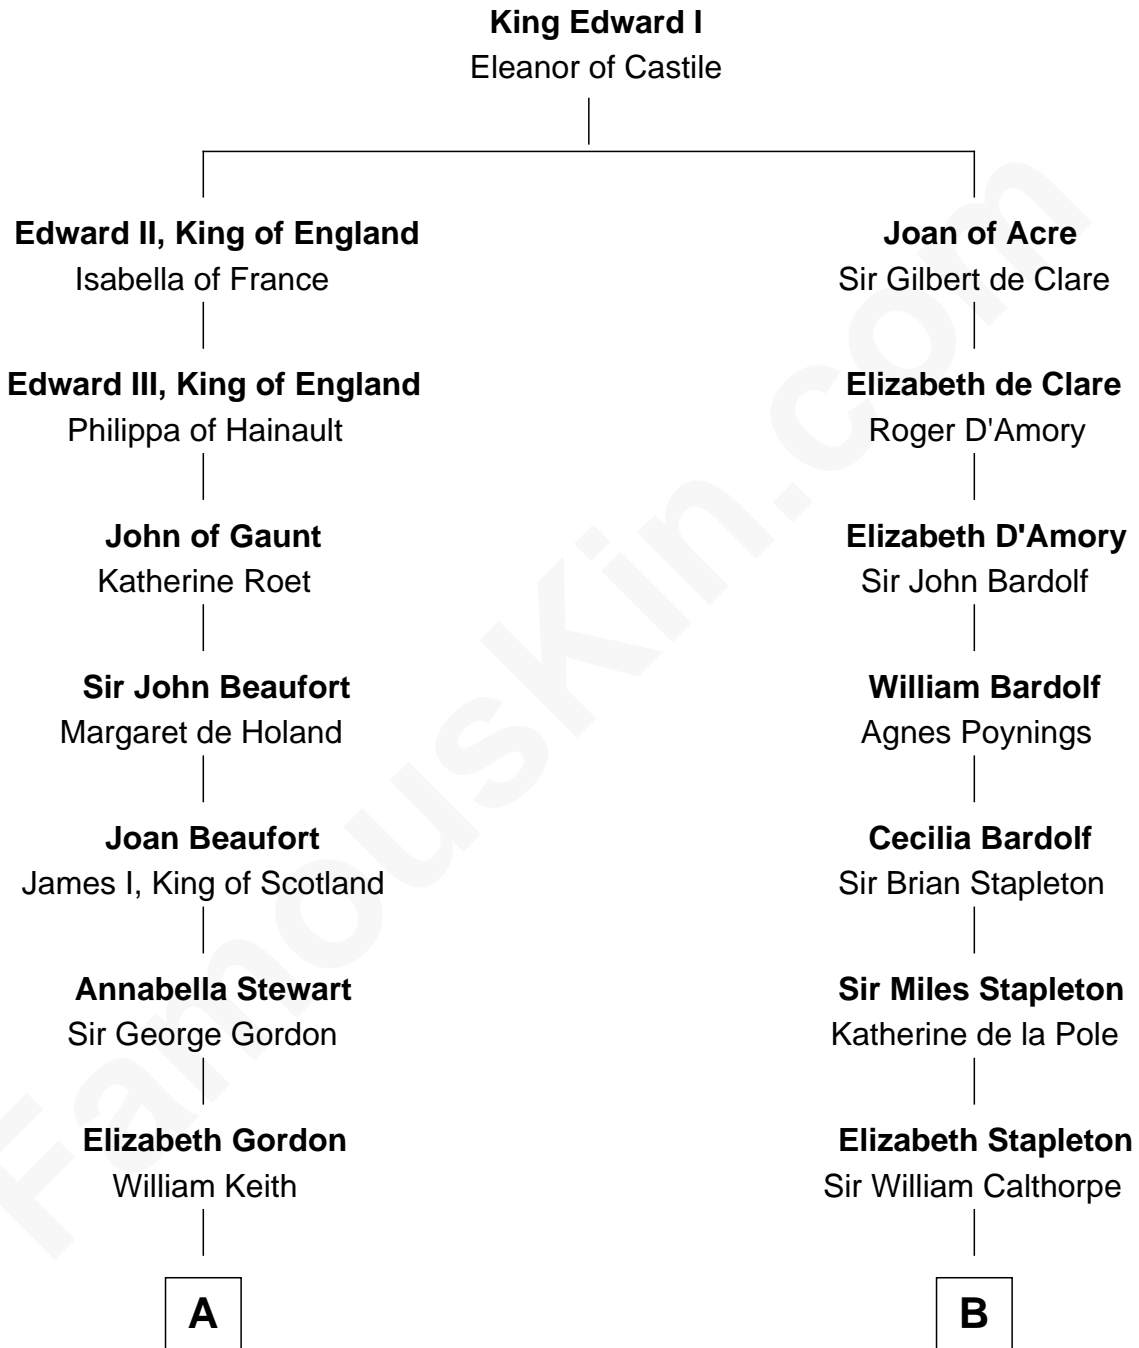 King Edward I
Eleanor of Castile
Edward II, King of England
Isabella of France
Edward III, King of England
Philippa of Hainault
John of Gaunt
Katherine Roet
Sir John Beaufort
Margaret de Holand
Joan Beaufort
James I, King of Scotland
Annabella Stewart
Sir George Gordon
Elizabeth Gordon
William Keith
A
Joan of Acre
Sir Gilbert de Clare
Elizabeth de Clare
Roger D'Amory
Elizabeth D'Amory
Sir John Bardolf
William Bardolf
Agnes Poynings
Cecilia Bardolf
Sir Brian Stapleton
Sir Miles Stapleton
Katherine de la Pole
Elizabeth Stapleton
Sir William Calthorpe
B
FamousKin.com